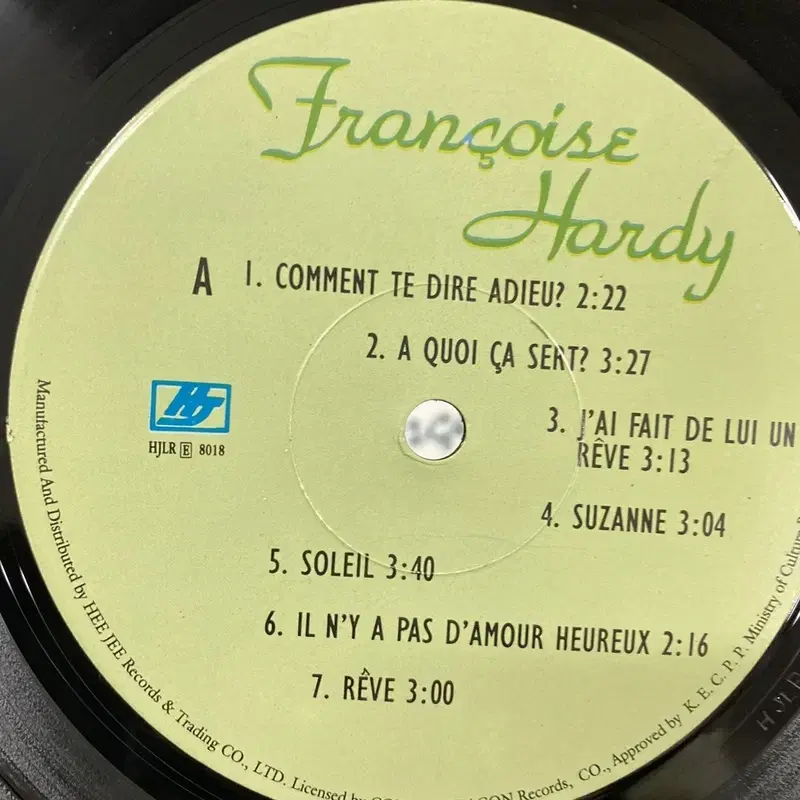 Françoise
Hardy
A
1. COMMENT TE DIRE ADIEU? 2:22
2. A QUOI ÇA SERT? 3:27
3. J'AI FAIT DE LUI UN
RÊVE 3:13
4. SUZANNE 3:04
5. SOLEIL 3:40
6. IL N'Y A PAS D'AMOUR HEUREUX 2:16
7. RÊVE 3:00
HJ
HJLR E 8018
Manufactured And Distributed by HEE JEE Records & Trading CO., LTD. Licensed by Records, CO., Approved by K. E. C. P. P. Ministry of Culture